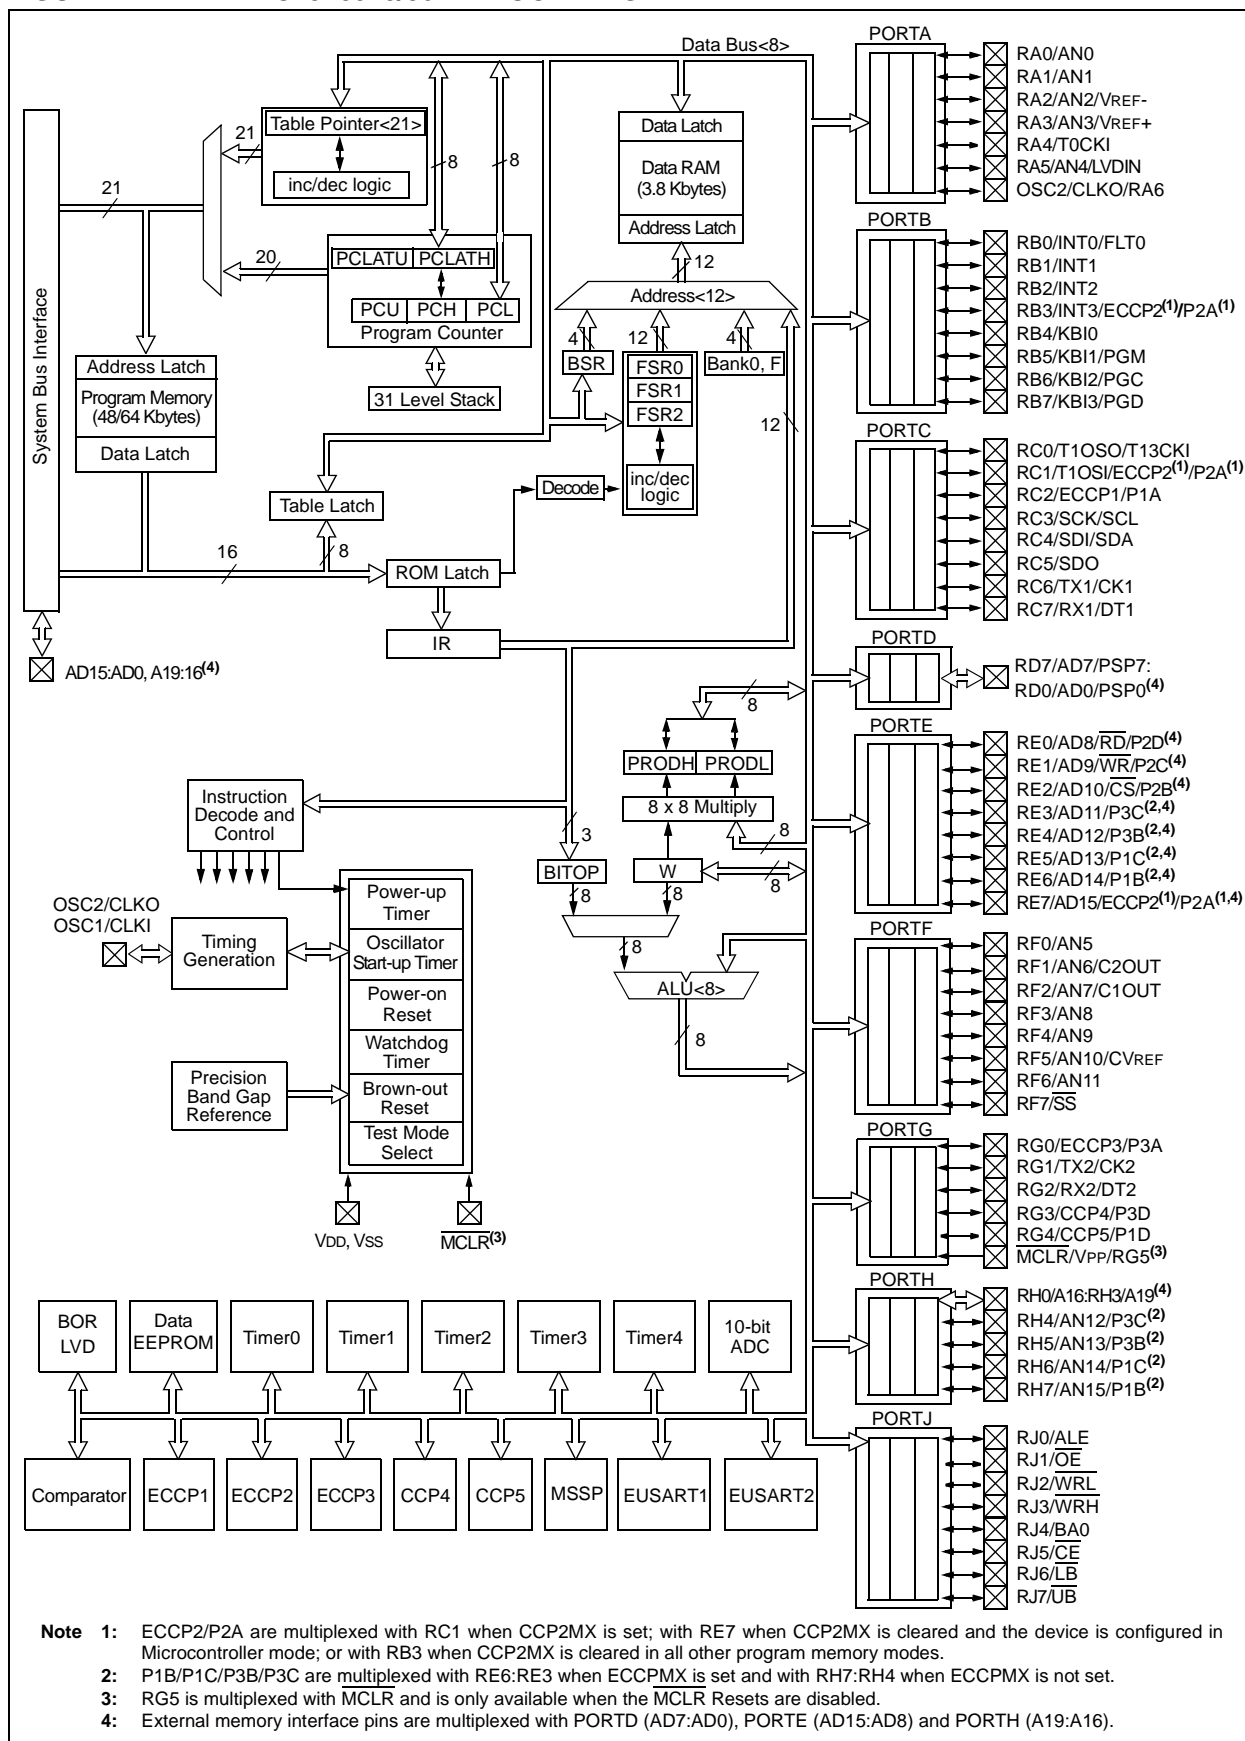 Data Bus<8>
Table Pointer<21>
inc/dec logic
21
21
20
8
8
PCLATU PCLATH
PCU PCH PCL
Program Counter
31 Level Stack
System Bus Interface
Address Latch
Program Memory
(48/64 Kbytes)
Data Latch
Table Latch
16
8
ROM Latch
IR
AD15:AD0, A19:16(4)
Data Latch
Data RAM
(3.8 Kbytes)
Address Latch
12
Address<12>
4
12
4
BSR
FSR0
FSR1
FSR2
Bank0, F
12
inc/dec
logic
Decode
8
PRODH PRODL
8 x 8 Multiply
8
3
BITOP
W
8
8
8
8
ALU<8>
8
Instruction
Decode and
Control
OSC2/CLKO
OSC1/CLKI
Timing
Generation
Power-up
Timer
Oscillator
Start-up Timer
Power-on
Reset
Watchdog
Timer
Brown-out
Reset
Test Mode
Select
Precision
Band Gap
Reference
VDD, VSS
MCLR(3)
BOR
LVD
Data
EEPROM
Timer0
Timer1
Timer2
Timer3
Timer4
10-bit
ADC
Comparator
ECCP1
ECCP2
ECCP3
CCP4
CCP5
MSSP
EUSART1
EUSART2
PORTA
RA0/AN0
RA1/AN1
RA2/AN2/VREF-
RA3/AN3/VREF+
RA4/T0CKI
RA5/AN4/LVDIN
OSC2/CLKO/RA6
PORTB
RB0/INT0/FLT0
RB1/INT1
RB2/INT2
RB3/INT3/ECCP2(1)/P2A(1)
RB4/KBI0
RB5/KBI1/PGM
RB6/KBI2/PGC
RB7/KBI3/PGD
PORTC
RC0/T1OSO/T13CKI
RC1/T1OSI/ECCP2(1)/P2A(1)
RC2/ECCP1/P1A
RC3/SCK/SCL
RC4/SDI/SDA
RC5/SDO
RC6/TX1/CK1
RC7/RX1/DT1
PORTD
RD7/AD7/PSP7:
RD0/AD0/PSP0(4)
PORTE
RE0/AD8/RD/P2D(4)
RE1/AD9/WR/P2C(4)
RE2/AD10/CS/P2B(4)
RE3/AD11/P3C(2,4)
RE4/AD12/P3B(2,4)
RE5/AD13/P1C(2,4)
RE6/AD14/P1B(2,4)
RE7/AD15/ECCP2(1)/P2A(1,4)
PORTF
RF0/AN5
RF1/AN6/C2OUT
RF2/AN7/C1OUT
RF3/AN8
RF4/AN9
RF5/AN10/CVREF
RF6/AN11
RF7/SS
PORTG
RG0/ECCP3/P3A
RG1/TX2/CK2
RG2/RX2/DT2
RG3/CCP4/P3D
RG4/CCP5/P1D
MCLR/VPP/RG5(3)
PORTH
RH0/A16:RH3/A19(4)
RH4/AN12/P3C(2)
RH5/AN13/P3B(2)
RH6/AN14/P1C(2)
RH7/AN15/P1B(2)
PORTJ
RJ0/ALE
RJ1/OE
RJ2/WRL
RJ3/WRH
RJ4/BA0
RJ5/CE
RJ6/LB
RJ7/UB
Note 1: ECCP2/P2A are multiplexed with RC1 when CCP2MX is set; with RE7 when CCP2MX is cleared and the device is configured in
Microcontroller mode; or with RB3 when CCP2MX is cleared in all other program memory modes.
2: P1B/P1C/P3B/P3C are multiplexed with RE6:RE3 when ECCPMX is set and with RH7:RH4 when ECCPMX is not set.
3: RG5 is multiplexed with MCLR and is only available when the MCLR Resets are disabled.
4: External memory interface pins are multiplexed with PORTD (AD7:AD0), PORTE (AD15:AD8) and PORTH (A19:A16).